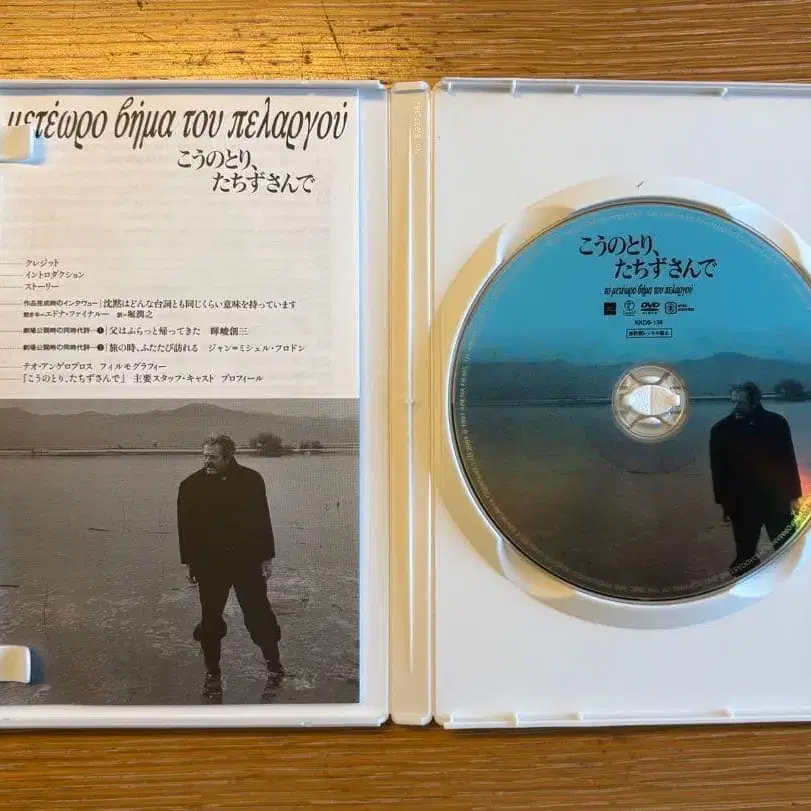 μετέωρο βήμα του πελαργού
こうのとり、
たちずさんで
クレジット
イントロダクション
ストーリー
作品完成時のインタヴュー 沈黙はどんな台詞とも同じくらい意味を持っています
聞き手=エドナ・ファイナルー 訳=堀潤之
劇場公開時の同時代評—❶ 父はふらっと帰ってきた 暉峻創三
劇場公開時の同時代評—❷ 旅の時、ふたたび訪れる ジャン=ミシェル・フロドン
テオ・アンゲロプロス フィルモグラフィー
『こうのとり、たちずさんで』 主要スタッフ・キャスト プロフィール
こうのとり、
たちずさんで
το μετέωρο βήμα του πελαργού
DVD
VIDEO
KKDS-138